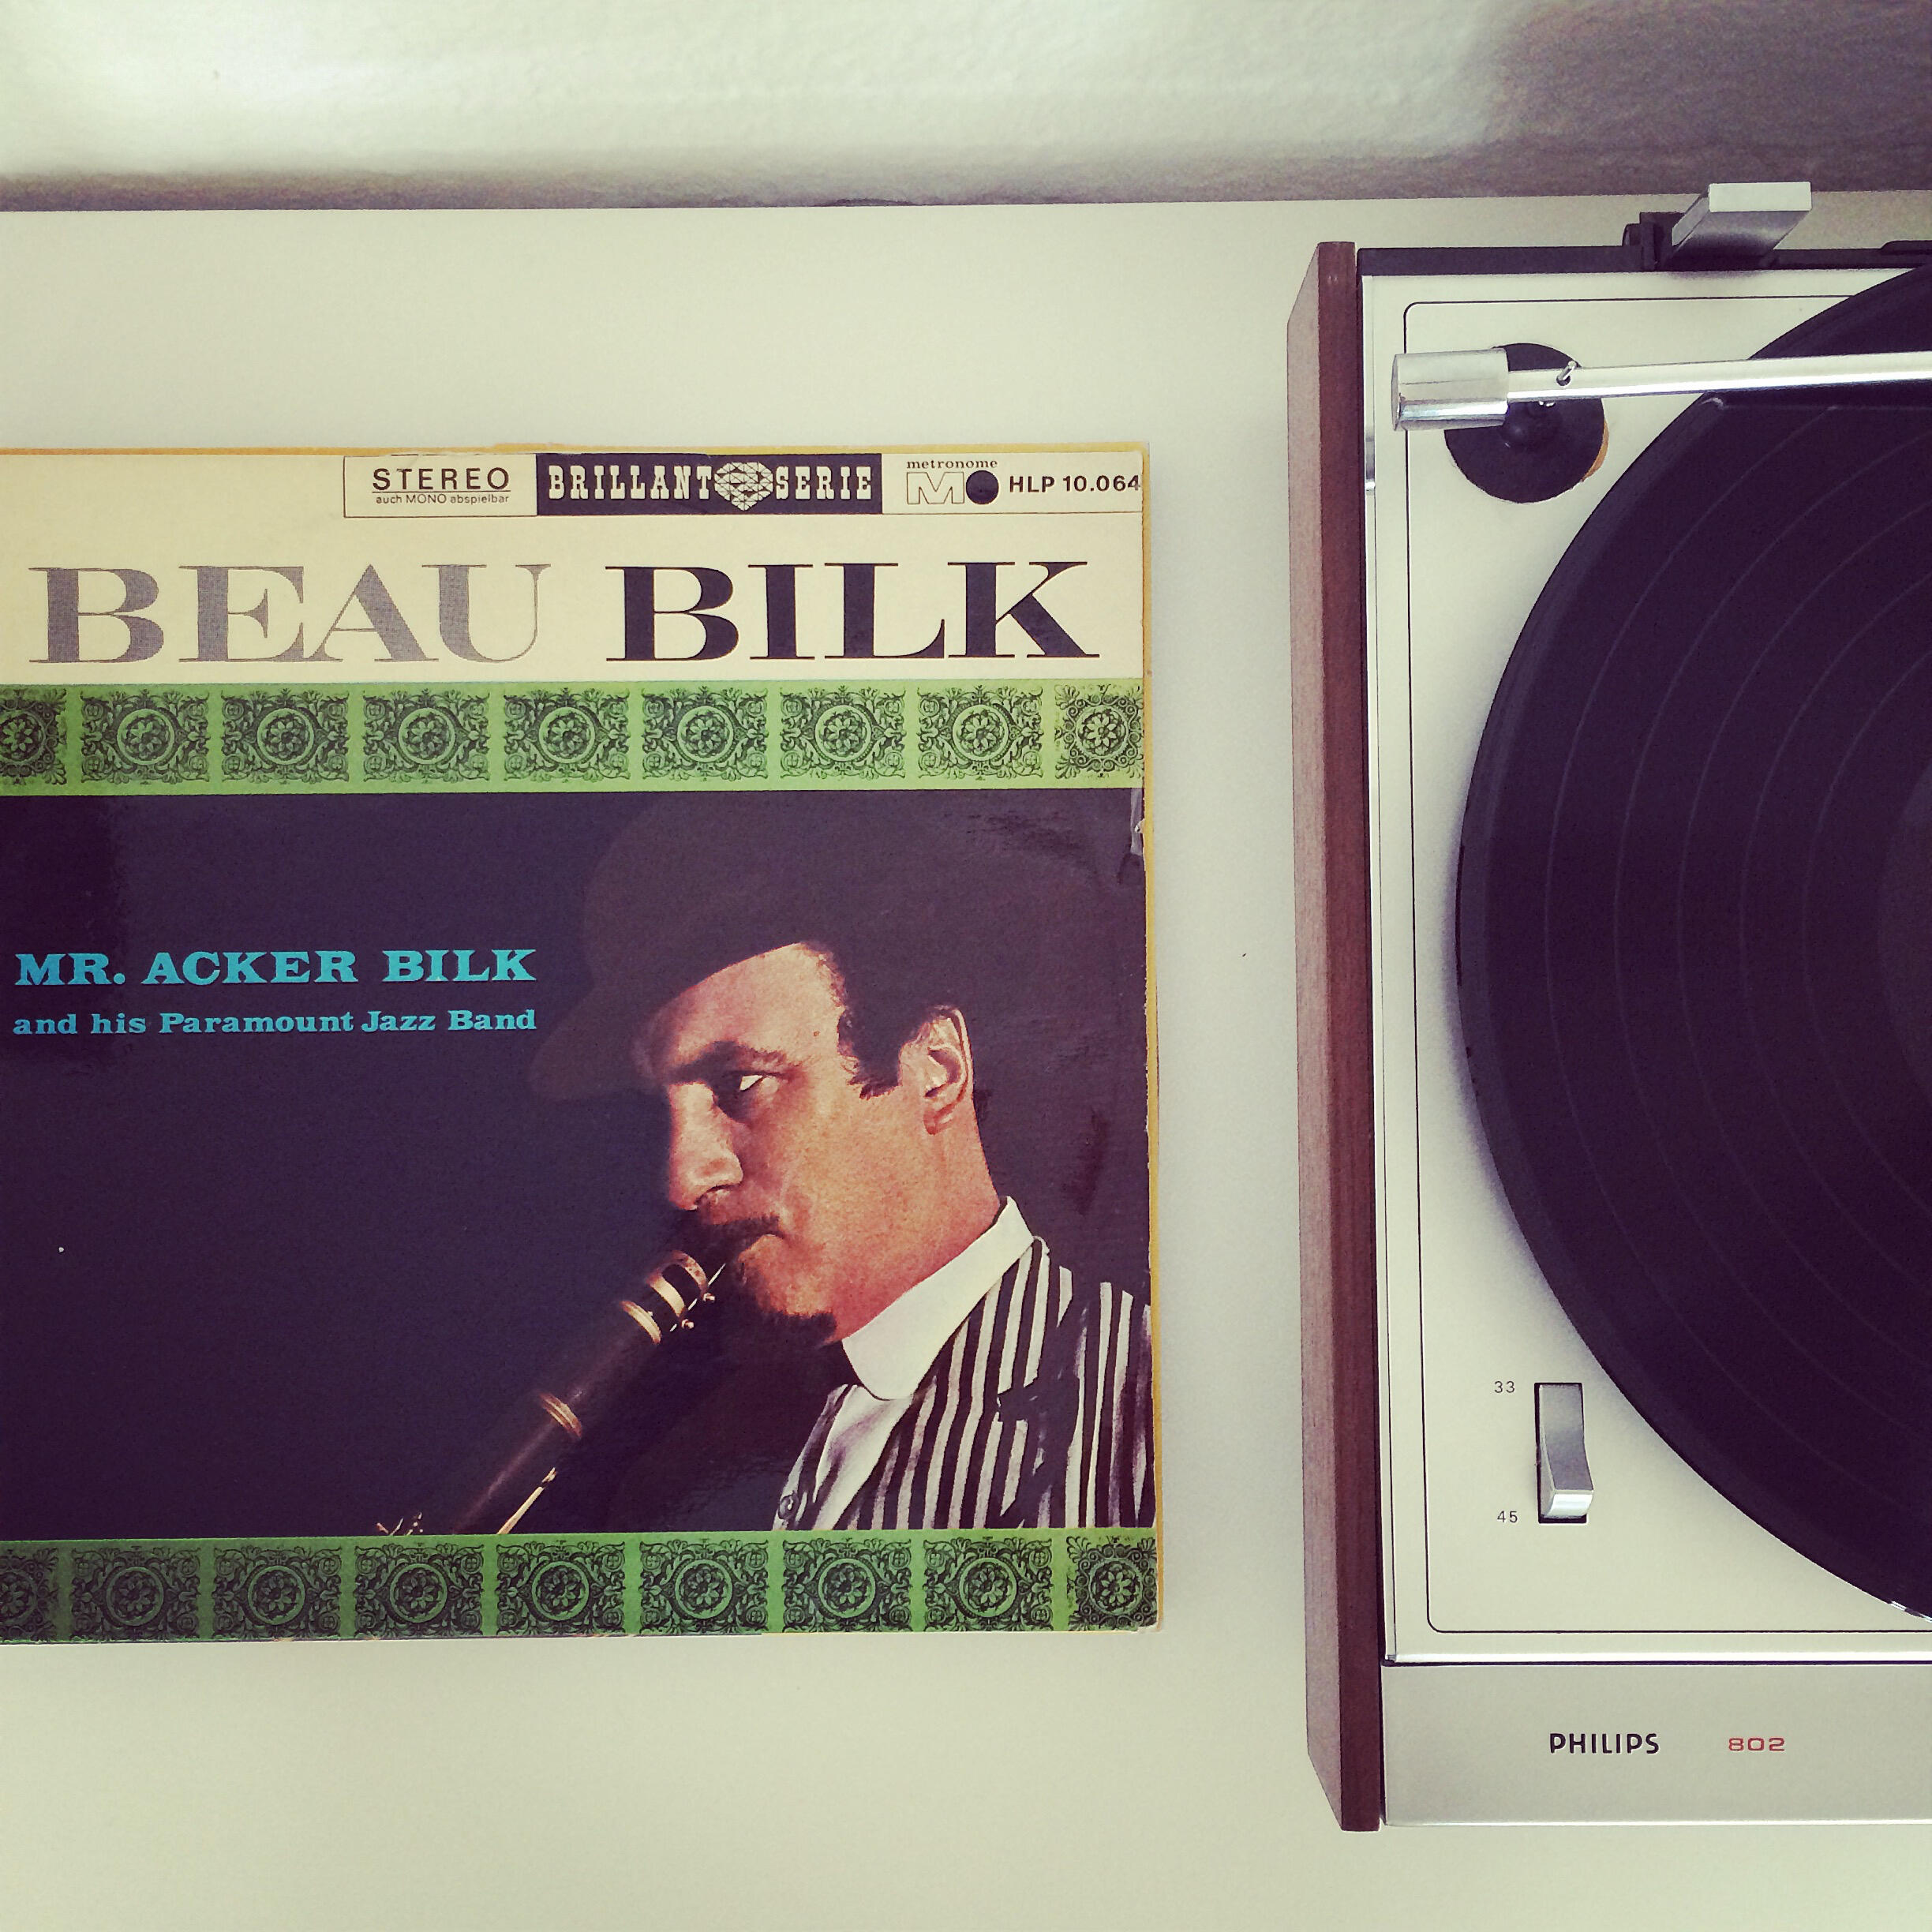 STEREO
auch MONO abspielbar
BRILLANT SERIE
metronome
HLP 10.064
BEAU BILK
MR. ACKER BILK
and his Paramount Jazz Band
33
45
PHILIPS 802